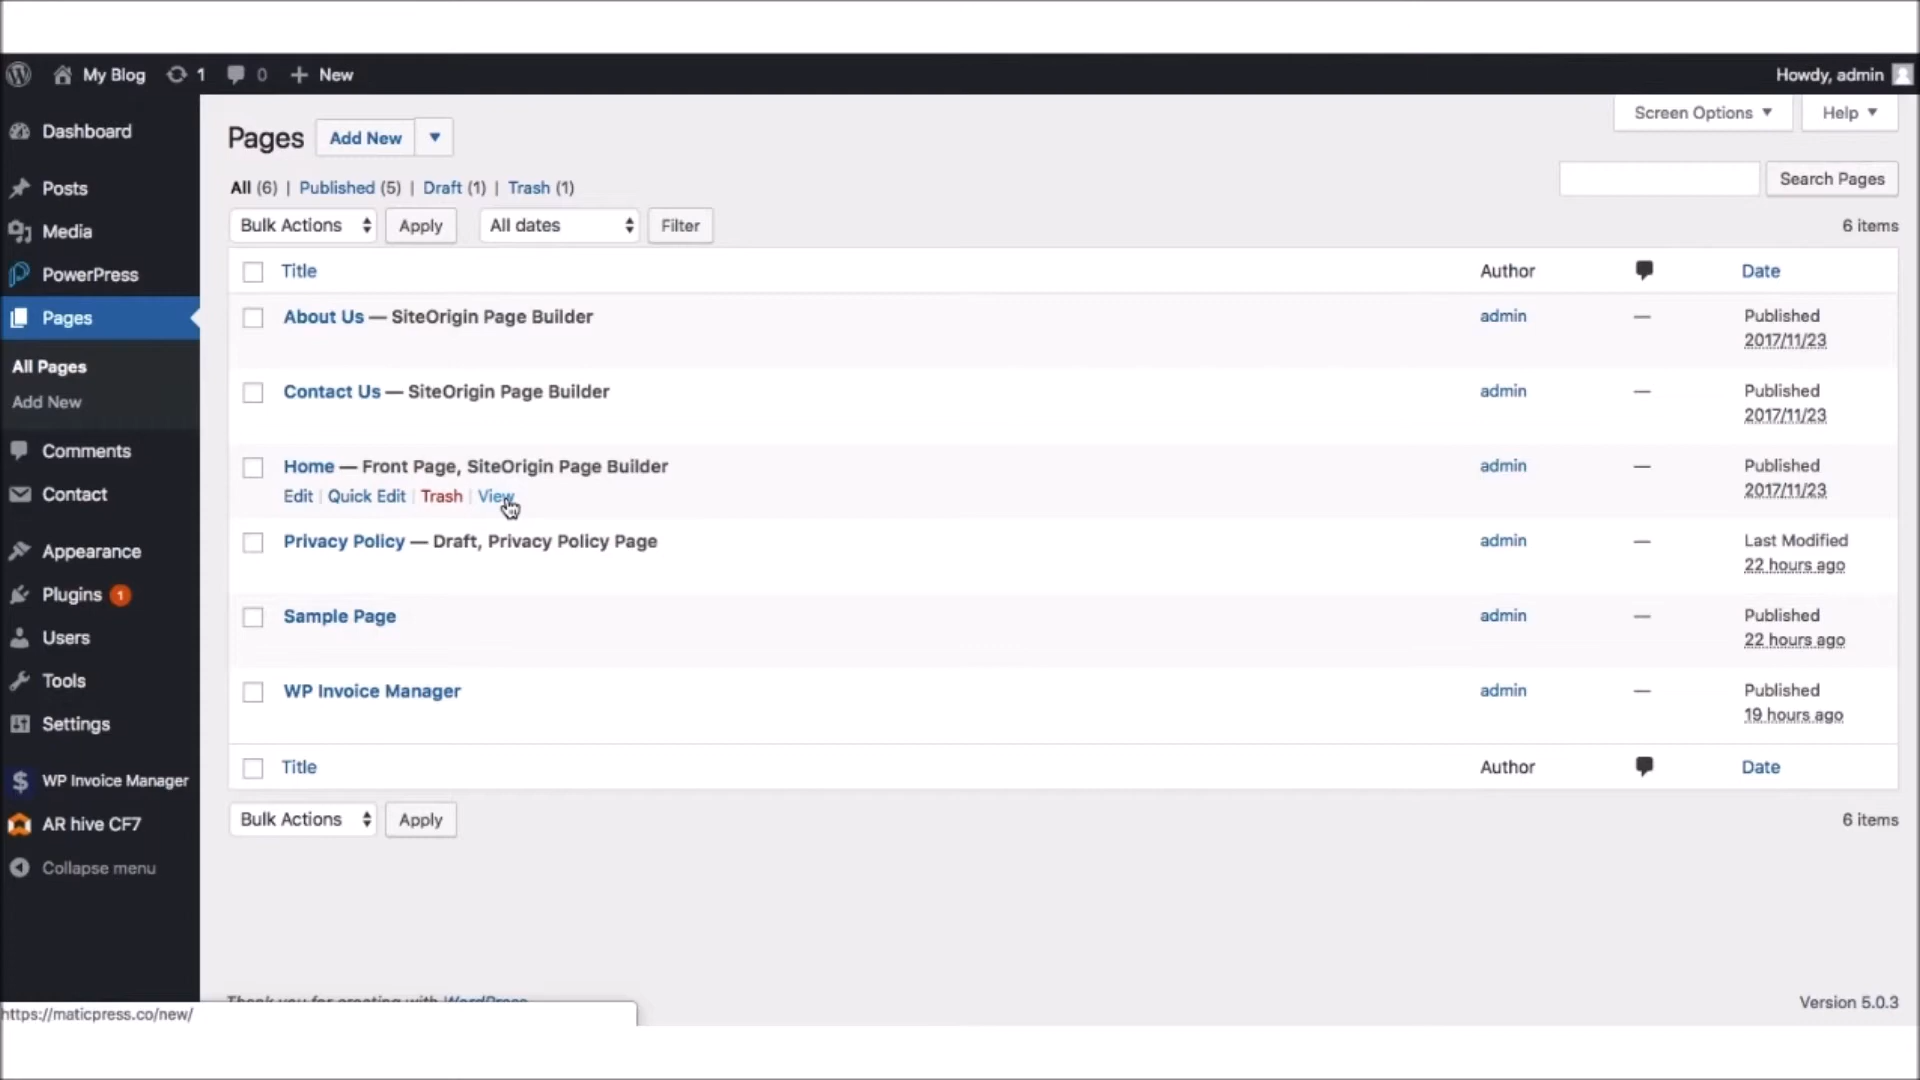 My Blog 1 0 + New Howdy, admin
Dashboard
Posts
Media
PowerPress
Pages
All Pages
Add New
Comments
Contact
Appearance
Plugins 1
Users
Tools
Settings
WP Invoice Manager
AR hive CF7
Collapse menu
Screen Options ▼ Help ▼
Pages Add New ▼
All (6) | Published (5) | Draft (1) | Trash (1)
Search Pages
Bulk Actions Apply All dates Filter 6 items
Title Author Date
About Us — SiteOrigin Page Builder admin — Published
2017/11/23
Contact Us — SiteOrigin Page Builder admin — Published
2017/11/23
Home — Front Page, SiteOrigin Page Builder admin — Published
Edit | Quick Edit | Trash | View 2017/11/23
Privacy Policy — Draft, Privacy Policy Page admin — Last Modified
22 hours ago
Sample Page admin — Published
22 hours ago
WP Invoice Manager admin — Published
19 hours ago
Title Author Date
Bulk Actions Apply 6 items
Thank you for creating with WordPress Version 5.0.3
https://maticpress.co/new/